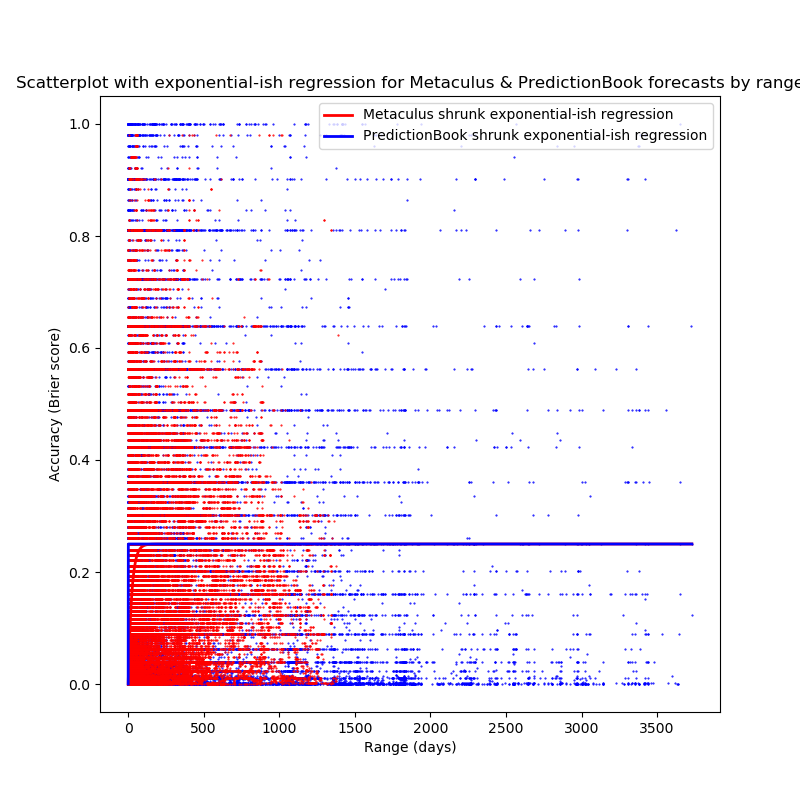 Scatterplot with exponential-ish regression for Metaculus & PredictionBook forecasts by range
Metaculus shrunk exponential-ish regression
PredictionBook shrunk exponential-ish regression
1.0
0.8
0.6
0.4
0.2
0.0
Accuracy (Brier score)
0 500 1000 1500 2000 2500 3000 3500
Range (days)